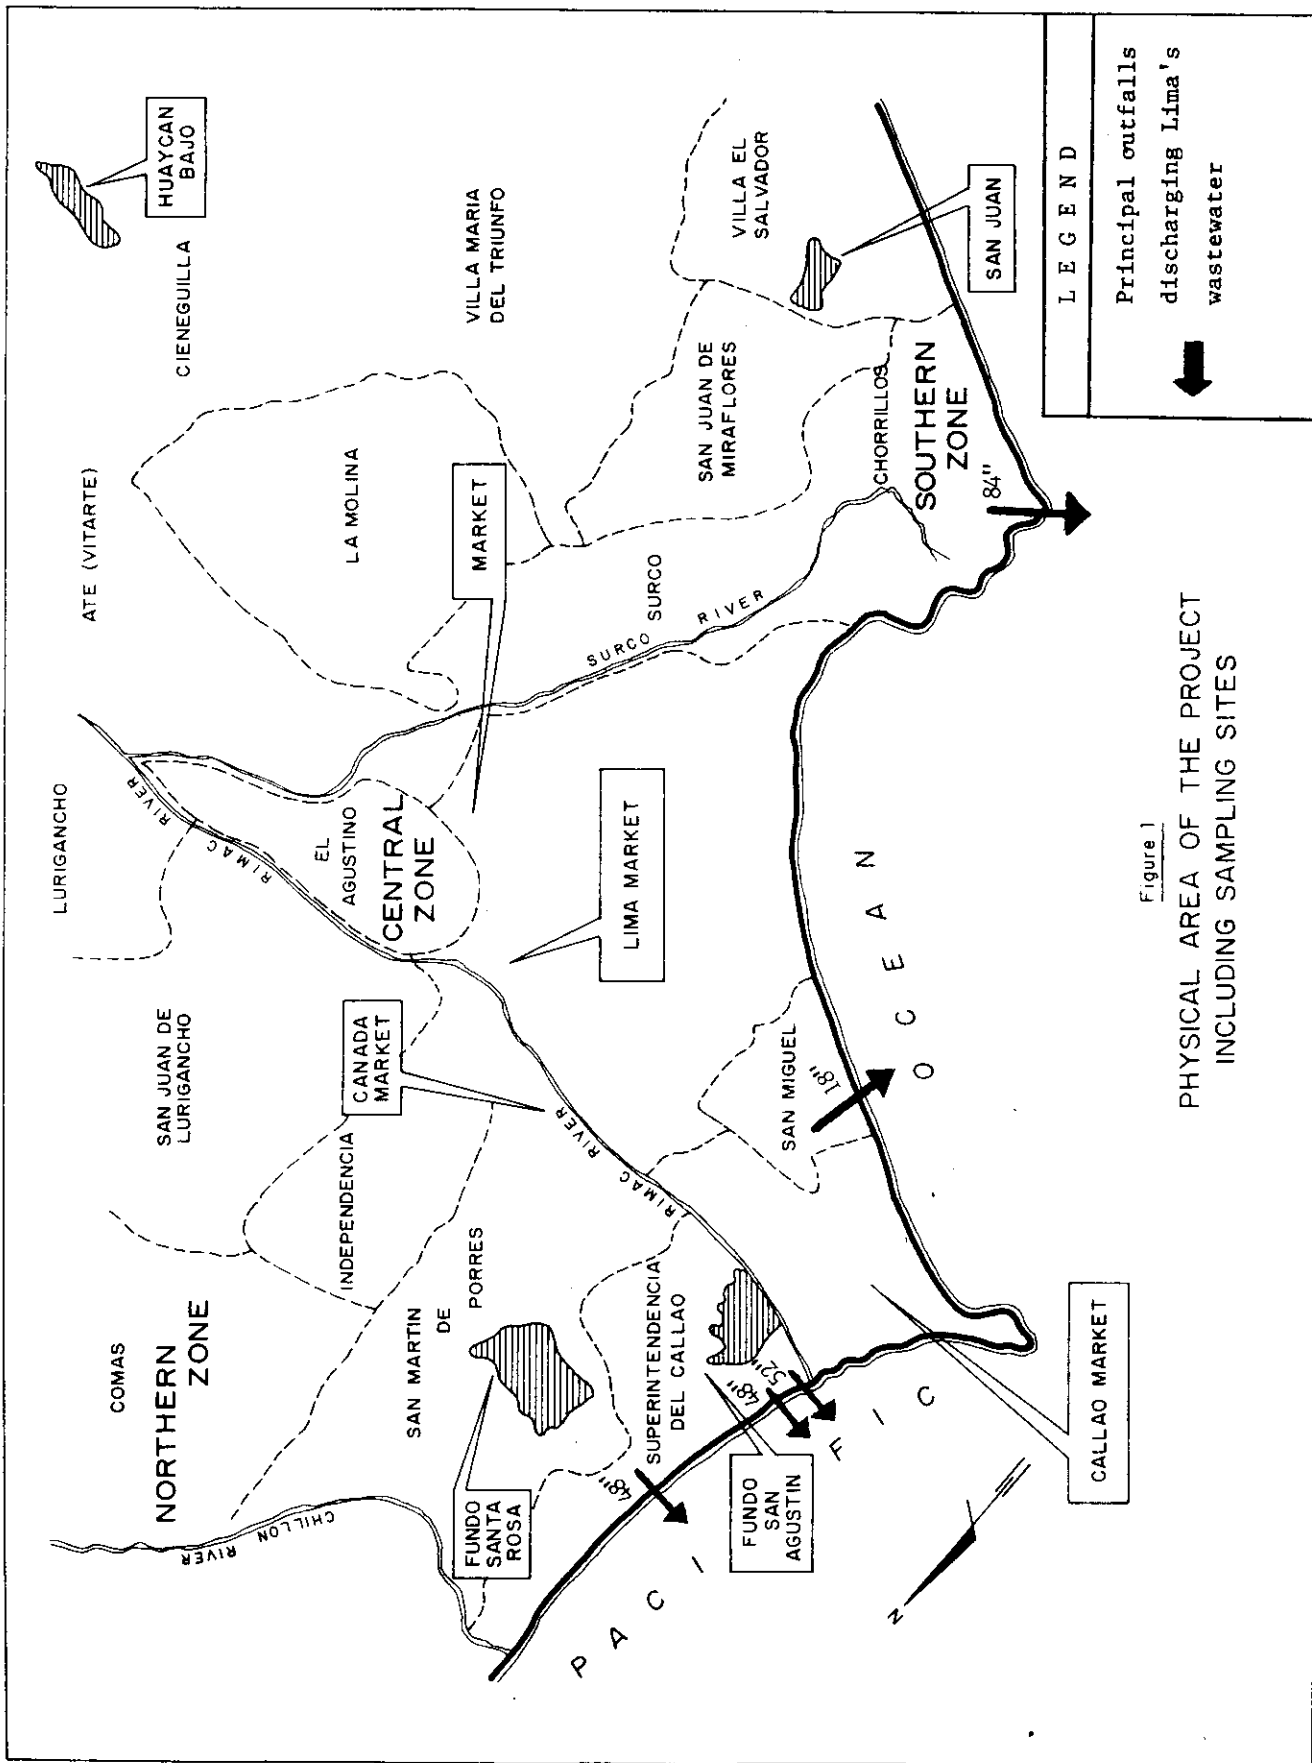 COMAS
NORTHERN
ZONE
SAN JUAN DE
LURIGANCHO
LURIGANCHO
ATE (VITARTE)
CIENEGUILLA
HUAYCAN
BAJO
INDEPENDENCIA
CANADA
MARKET
EL
AGUSTINO
CENTRAL
ZONE
RIMAC
RIVER
LA MOLINA
VILLA MARIA
DEL TRIUNFO
CHILLON
RIVER
SAN MARTIN
DE
PORRES
MARKET
FUNDO
SANTA
ROSA
RIMAC
RIVER
LIMA MARKET
SURCO
RIVER
SURCO
SAN JUAN DE
MIRAFLORES
VILLA EL
SALVADOR
SUPERINTENDENCIA
DEL CALLAO
48"
48"
52"
SAN MIGUEL
18"
CHORRILLOS
SOUTHERN
ZONE
84"
SAN JUAN
FUNDO
SAN
AGUSTIN
PACIFIC
OCEAN
N
CALLAO MARKET
LEGEND
Principal outfalls
discharging Lima's
wastewater
Figure 1
PHYSICAL AREA OF THE PROJECT
INCLUDING SAMPLING SITES